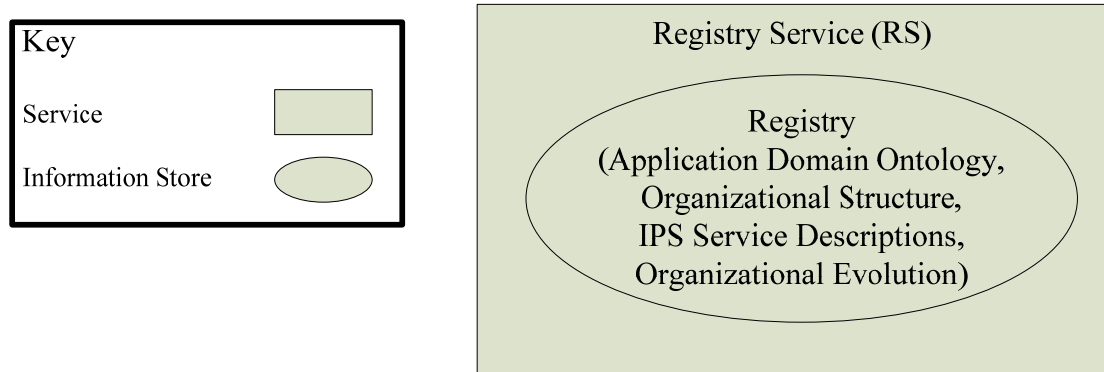 Key
Service
Information Store
Registry Service (RS)
Registry
(Application Domain Ontology,
Organizational Structure,
IPS Service Descriptions,
Organizational Evolution)